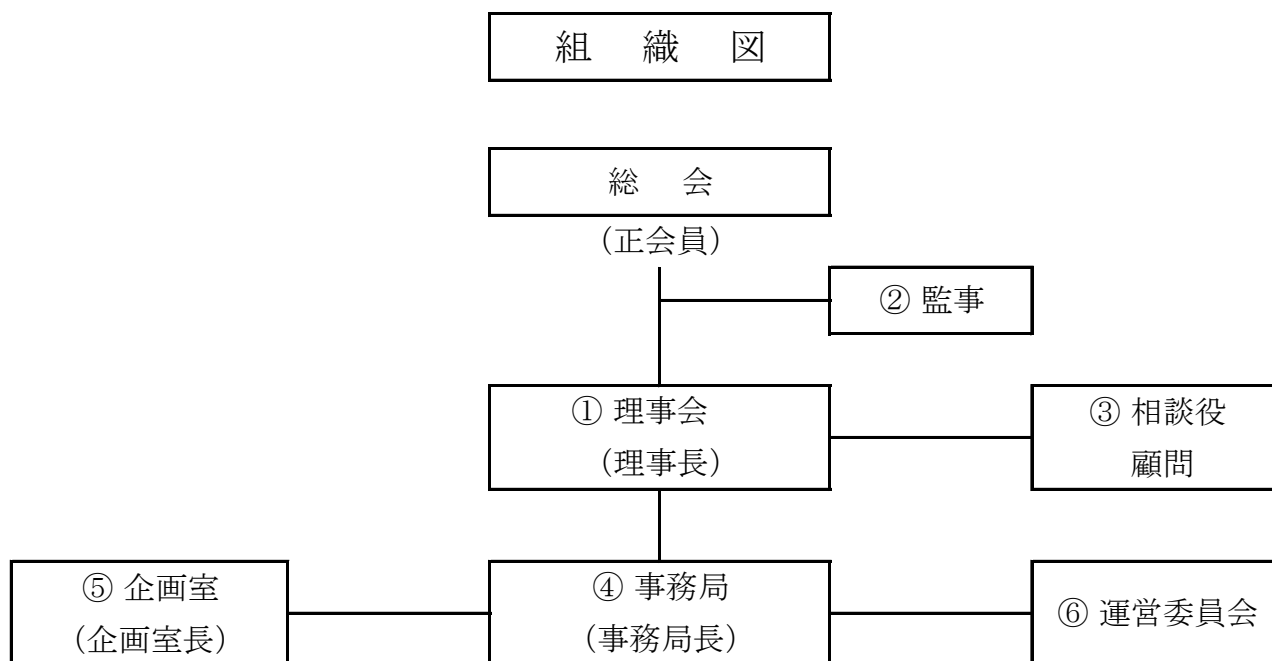 組 織 図
総 会
(正会員)
② 監事
① 理事会
(理事長)
③ 相談役
顧問
⑤ 企画室
(企画室長)
④ 事務局
(事務局長)
⑥ 運営委員会